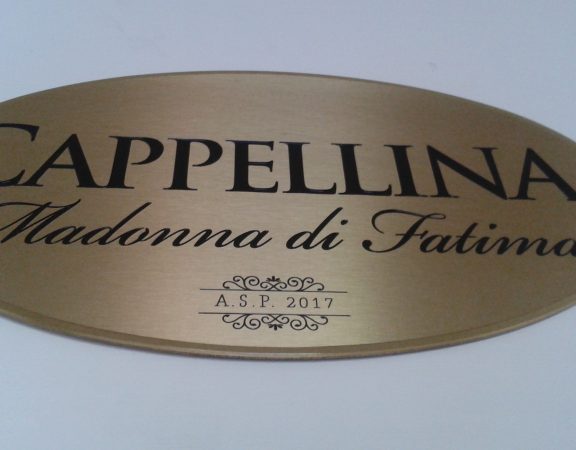 CAPPELLINA
Madonna di Fatima
A.S.P. 2017